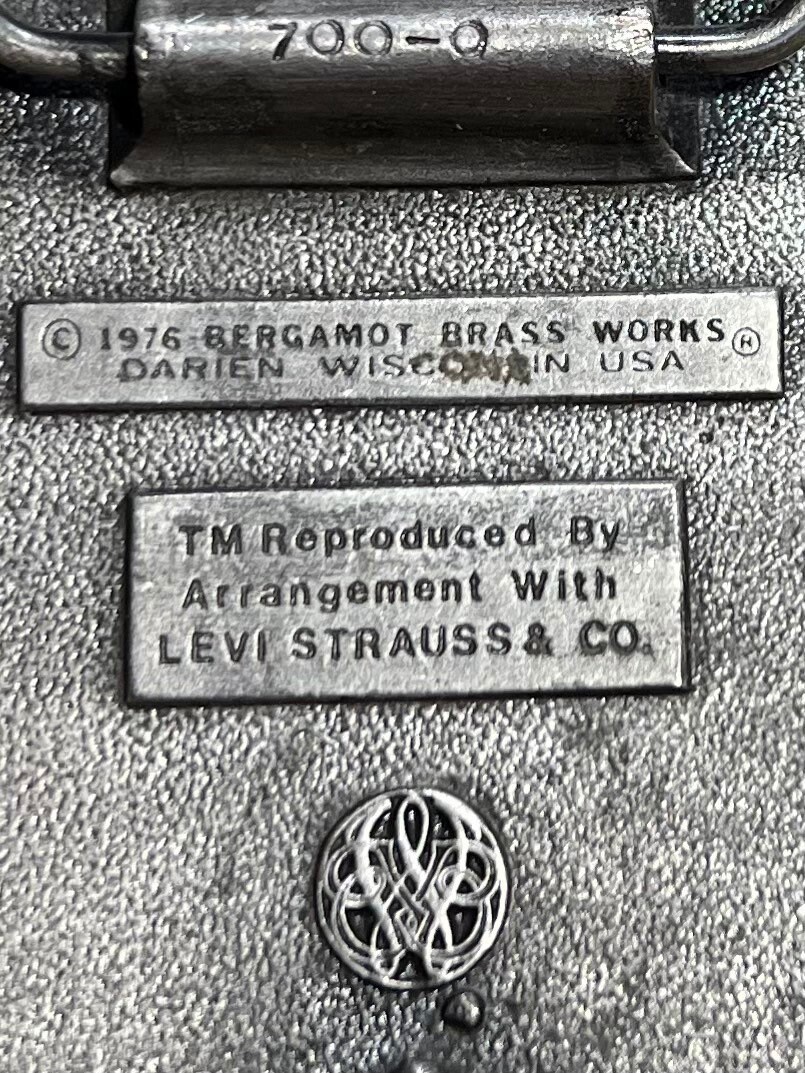 700-0
© 1976 BERGAMOT BRASS WORKS ®
DARIEN WISCONSIN USA
TM Reproduced By
Arrangement With
LEVI STRAUSS & CO.